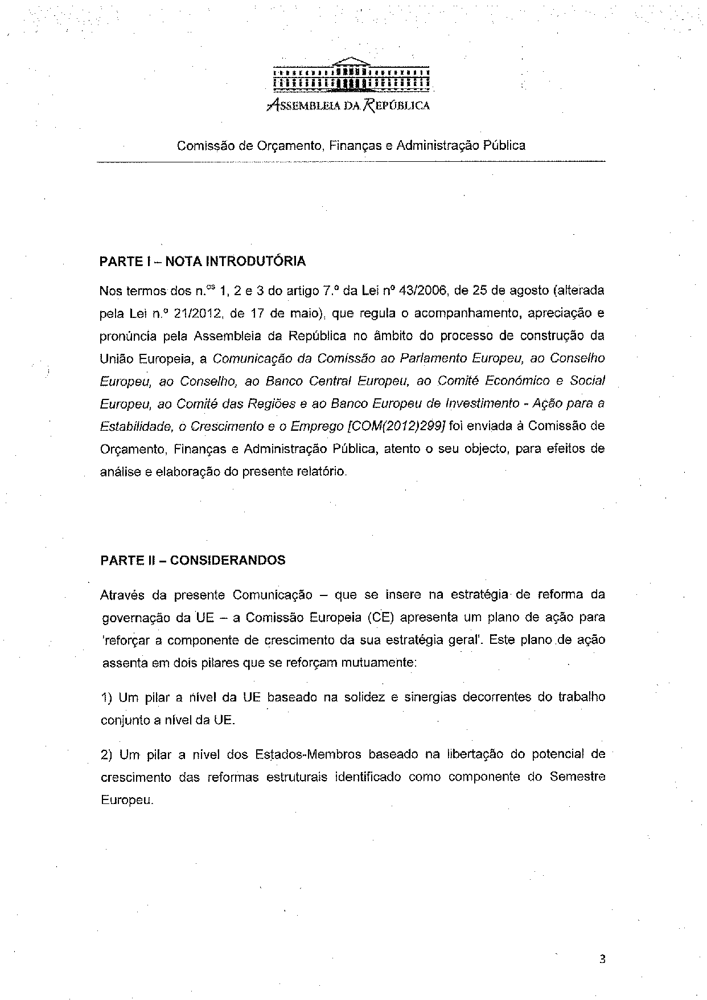 ASSEMBLEIA DA REPÚBLICA
Comissão de Orçamento, Finanças e Administração Pública
PARTE I – NOTA INTRODUTÓRIA
Nos termos dos n.ºs 1, 2 e 3 do artigo 7.º da Lei nº 43/2006, de 25 de agosto (alterada
pela Lei n.º 21/2012, de 17 de maio), que regula o acompanhamento, apreciação e
pronúncia pela Assembleia da República no âmbito do processo de construção da
União Europeia, a Comunicação da Comissão ao Parlamento Europeu, ao Conselho
Europeu, ao Conselho, ao Banco Central Europeu, ao Comité Económico e Social
Europeu, ao Comité das Regiões e ao Banco Europeu de Investimento - Ação para a
Estabilidade, o Crescimento e o Emprego [COM(2012)299] foi enviada à Comissão de
Orçamento, Finanças e Administração Pública, atento o seu objecto, para efeitos de
análise e elaboração do presente relatório.
PARTE II – CONSIDERANDOS
Através da presente Comunicação – que se insere na estratégia de reforma da
governação da UE – a Comissão Europeia (CE) apresenta um plano de ação para
'reforçar a componente de crescimento da sua estratégia geral'. Este plano de ação
assenta em dois pilares que se reforçam mutuamente:
1) Um pilar a nível da UE baseado na solidez e sinergias decorrentes do trabalho
conjunto a nível da UE.
2) Um pilar a nível dos Estados-Membros baseado na libertação do potencial de
crescimento das reformas estruturais identificado como componente do Semestre
Europeu.
3